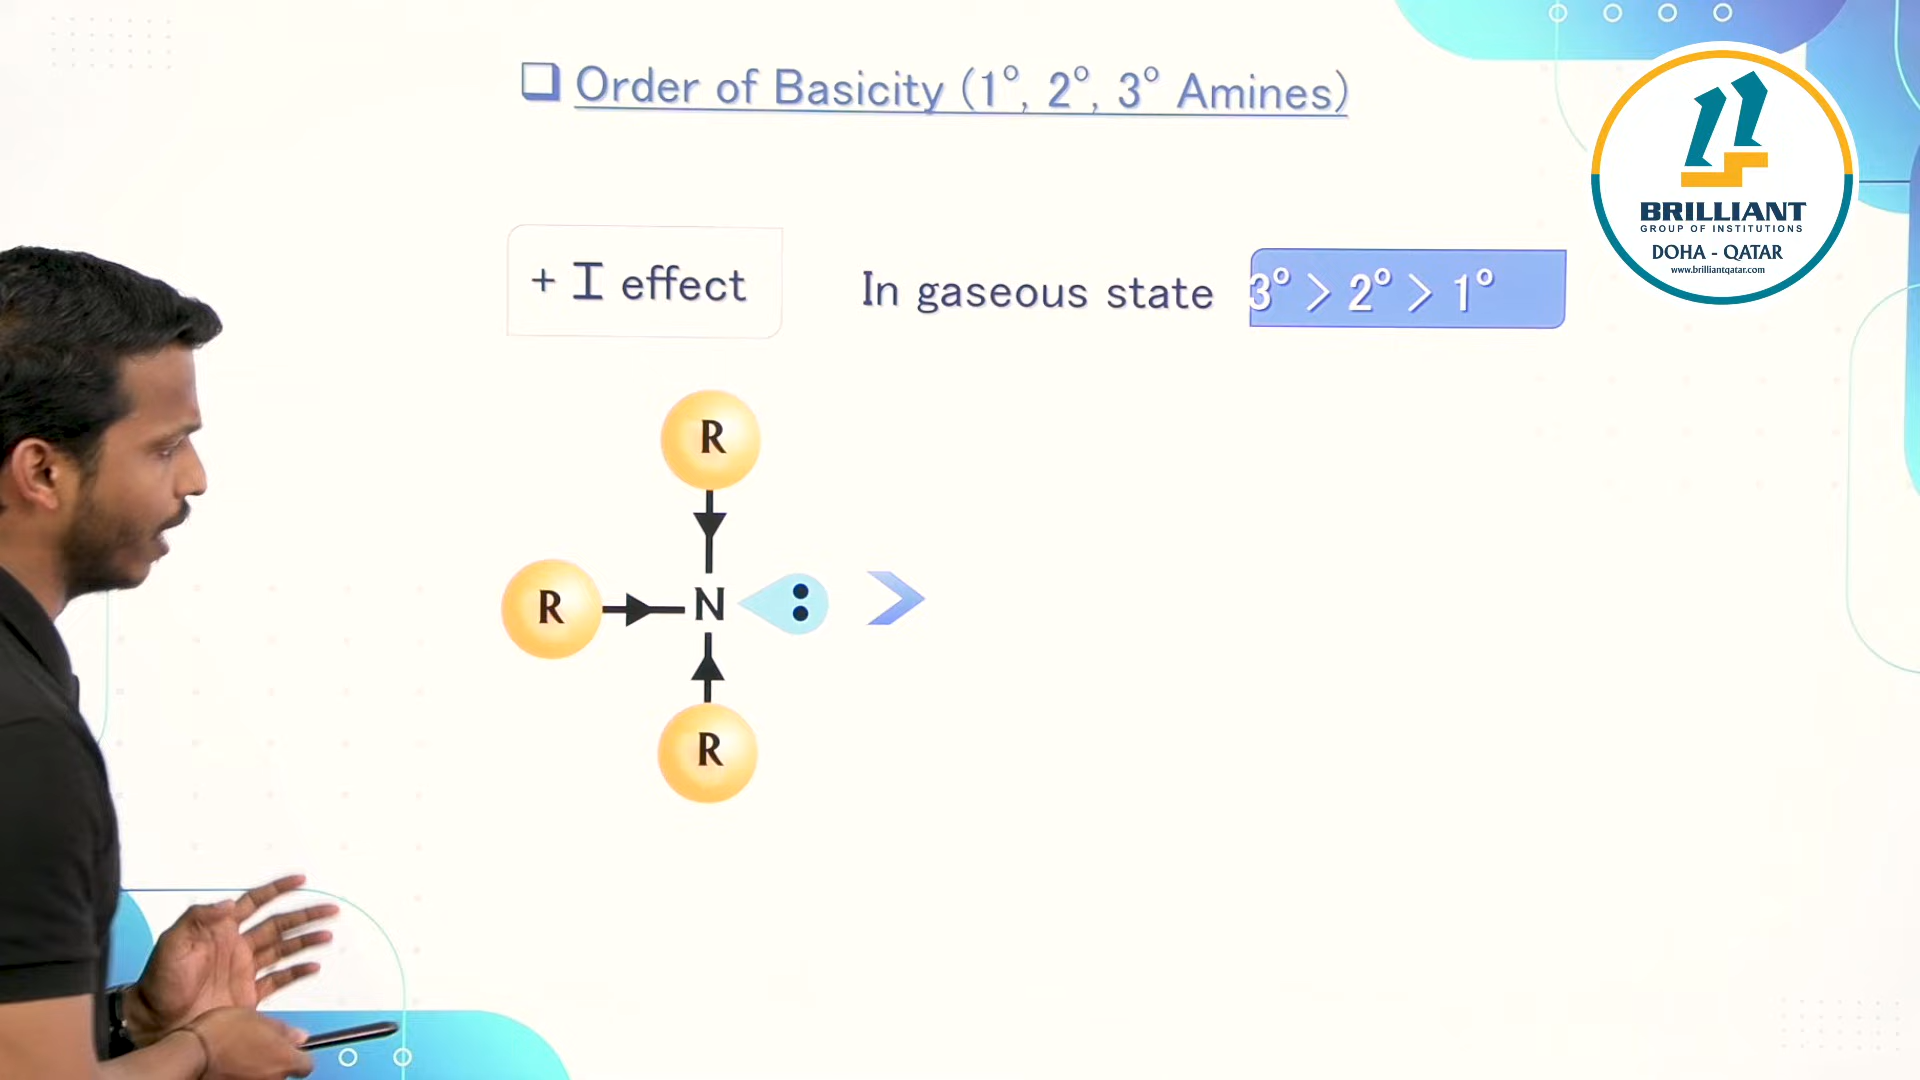 ❑ Order of Basicity (1°, 2°, 3° Amines)
+ I effect
In gaseous state 3° > 2° > 1°
R
R N :
R
BRILLIANT
GROUP OF INSTITUTIONS
DOHA - QATAR
www.brilliantqatar.com